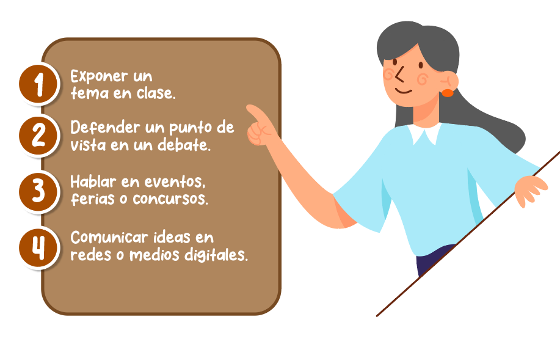 1 Exponer un
tema en clase.
2 Defender un punto de
vista en un debate.
3 Hablar en eventos,
ferias o concursos.
4 Comunicar ideas en
redes o medios digitales.